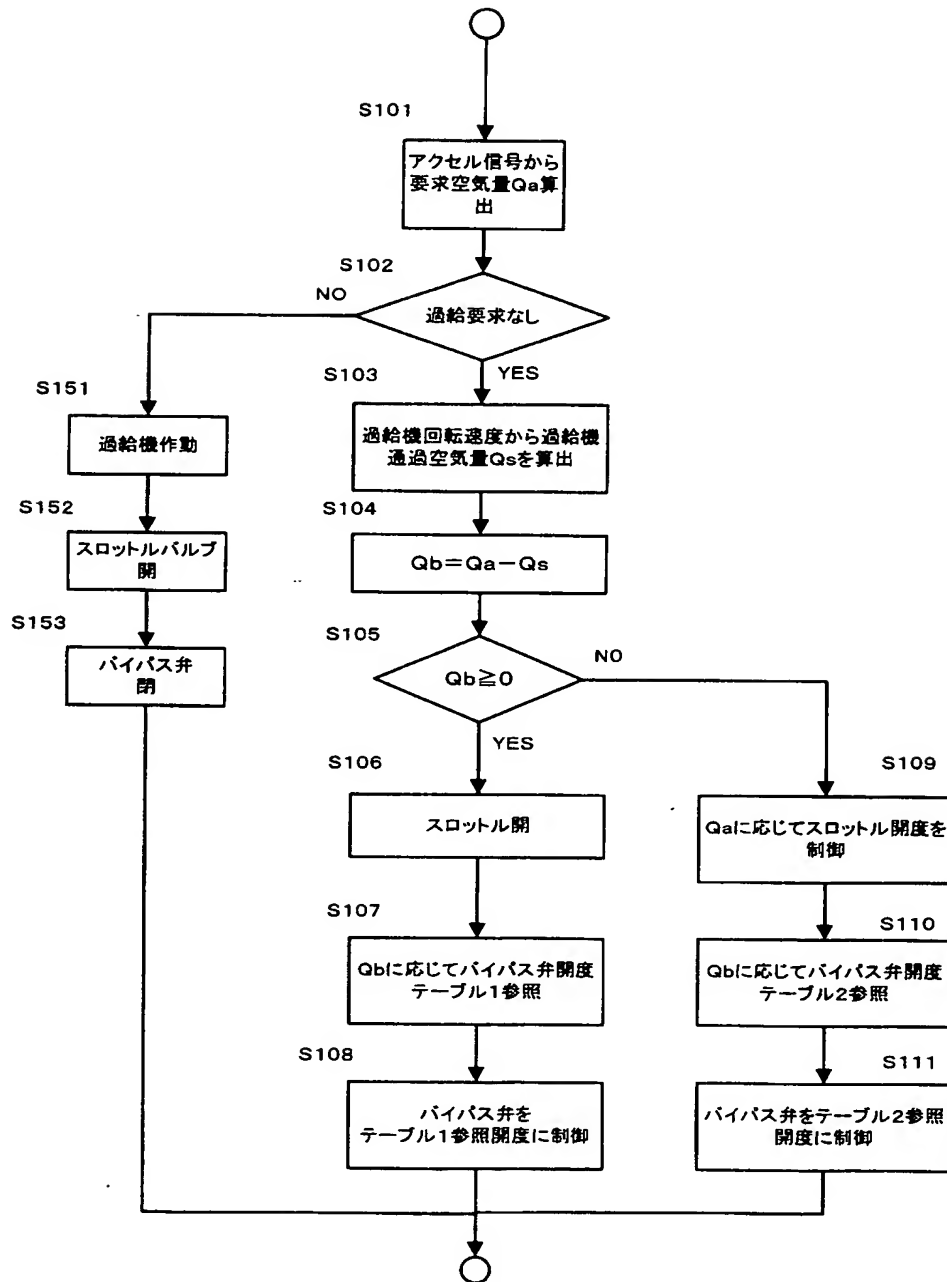 S101
アクセル信号から
要求空気量Qa算
出
S102
過給要求なし
NO
YES
S151
過給機作動
S152
スロットルバルブ
開
S153
バイパス弁
閉
S103
過給機回転速度から過給機
通過空気量Qsを算出
S104
Qb=Qa-Qs
S105
Qb≧0
NO
YES
S106
スロットル開
S107
Qbに応じてバイパス弁開度
テーブル1参照
S108
バイパス弁を
テーブル1参照開度に制御
S109
Qaに応じてスロットル開度を
制御
S110
Qbに応じてバイパス弁開度
テーブル2参照
S111
バイパス弁をテーブル2参照
開度に制御